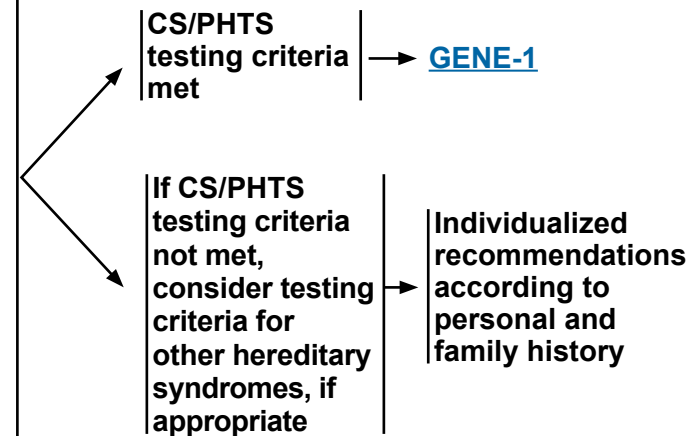 CS/PHTS
testing criteria
met
GENE-1
If CS/PHTS
testing criteria
not met,
consider testing
criteria for
other hereditary
syndromes, if
appropriate
Individualized
recommendations
according to
personal and
family history